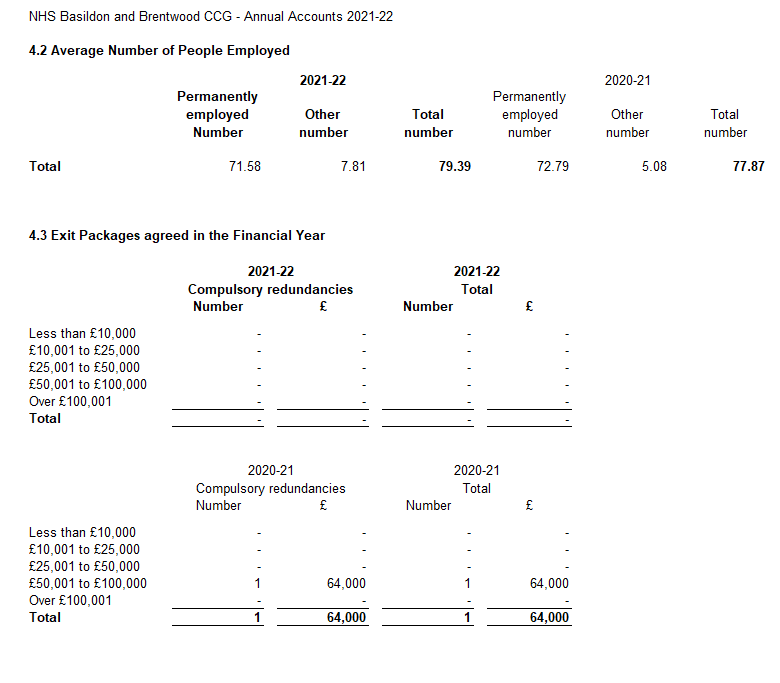 NHS Basildon and Brentwood CCG - Annual Accounts 2021-22
4.2 Average Number of People Employed
2021-22 2020-21
Permanently Permanently
employed Other Total employed Other Total
Number number number number number number
Total 71.58 7.81 79.39 72.79 5.08 77.87
4.3 Exit Packages agreed in the Financial Year
2021-22 2021-22
Compulsory redundancies Total
Number £ Number £
Less than £10,000 - - - -
£10,001 to £25,000 - - - -
£25,001 to £50,000 - - - -
£50,001 to £100,000 - - - -
Over £100,001 - - - -
Total - - - -
2020-21 2020-21
Compulsory redundancies Total
Number £ Number £
Less than £10,000 - - - -
£10,001 to £25,000 - - - -
£25,001 to £50,000 - - - -
£50,001 to £100,000 1 64,000 1 64,000
Over £100,001 - - - -
Total 1 64,000 1 64,000